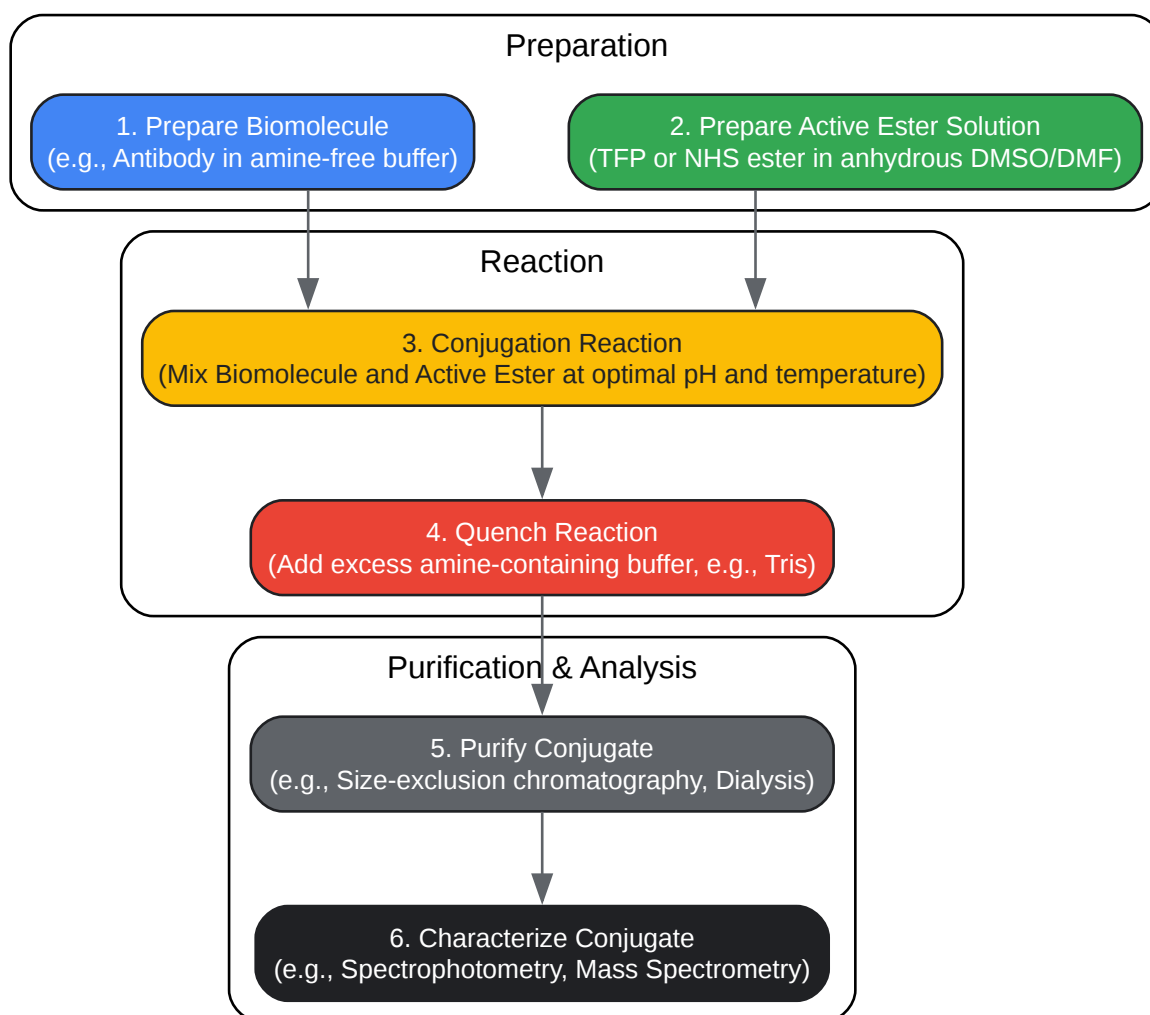 Preparation
1. Prepare Biomolecule
(e.g., Antibody in amine-free buffer)
2. Prepare Active Ester Solution
(TFP or NHS ester in anhydrous DMSO/DMF)
Reaction
3. Conjugation Reaction
(Mix Biomolecule and Active Ester at optimal pH and temperature)
4. Quench Reaction
(Add excess amine-containing buffer, e.g., Tris)
Purification & Analysis
5. Purify Conjugate
(e.g., Size-exclusion chromatography, Dialysis)
6. Characterize Conjugate
(e.g., Spectrophotometry, Mass Spectrometry)